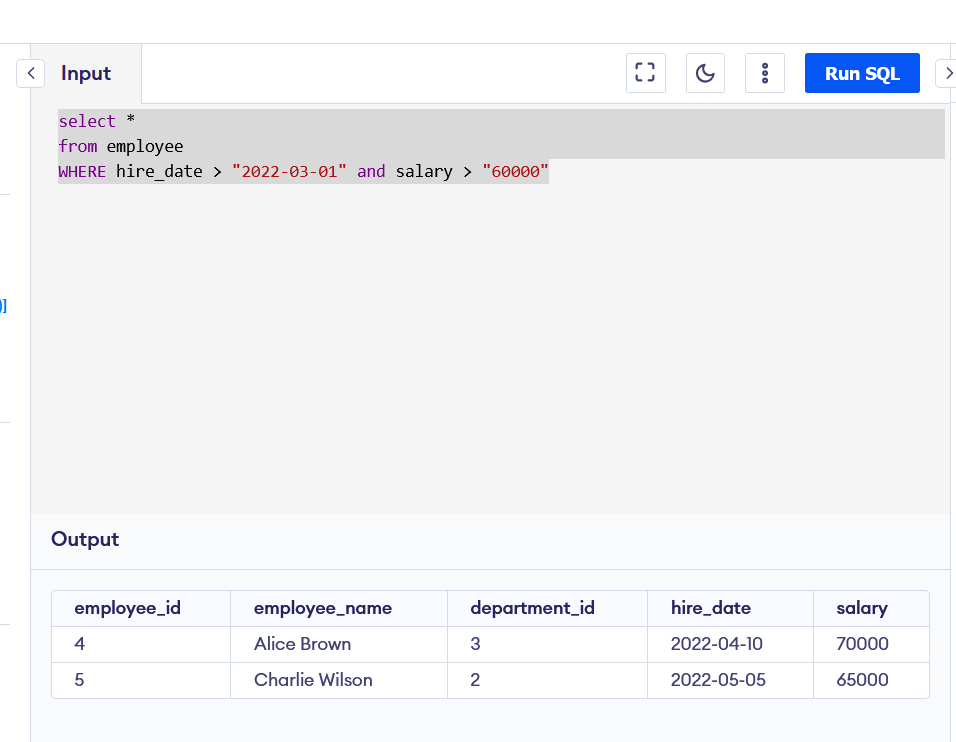 Input
Run SQL
select *
from employee
WHERE hire_date > "2022-03-01" and salary > "60000"
)]
Output
employee_id employee_name department_id hire_date salary
4 Alice Brown 3 2022-04-10 70000
5 Charlie Wilson 2 2022-05-05 65000